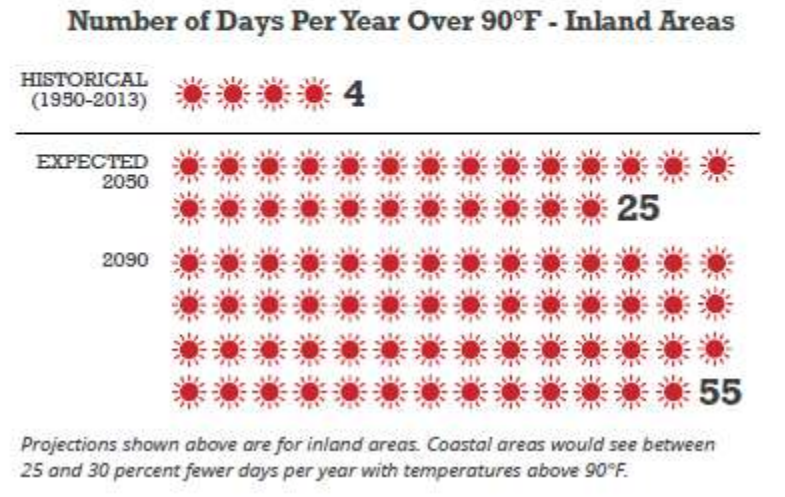 Number of Days Per Year Over 90°F - Inland Areas
HISTORICAL
(1950-2013)
4
EXPECTED
2050
25
2090
55
Projections shown above are for inland areas. Coastal areas would see between
25 and 30 percent fewer days per year with temperatures above 90°F.